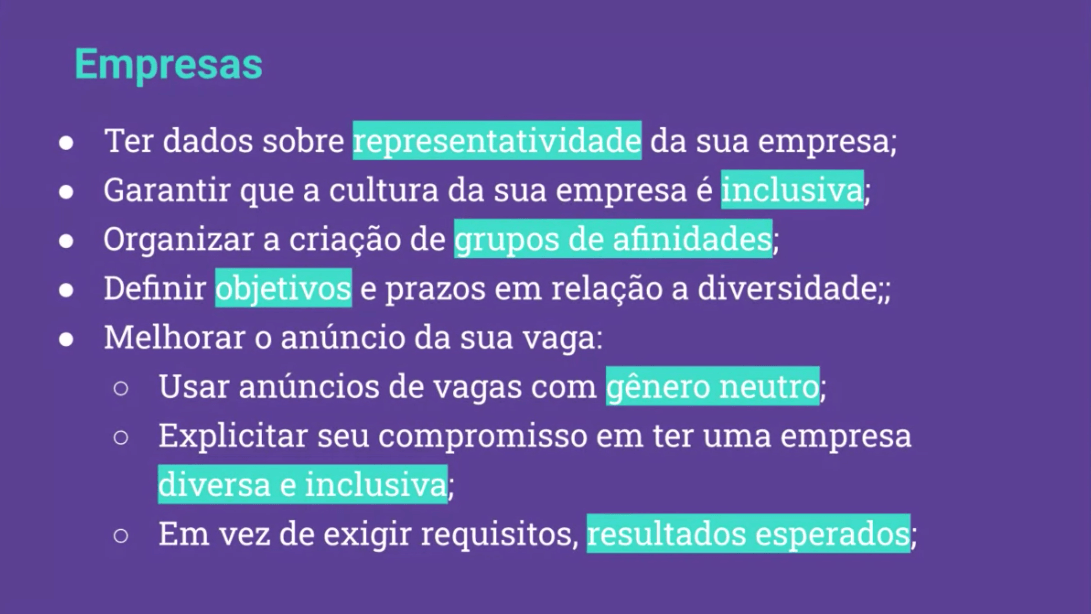 Empresas
● Ter dados sobre representatividade da sua empresa;
● Garantir que a cultura da sua empresa é inclusiva;
● Organizar a criação de grupos de afinidades;
● Definir objetivos e prazos em relação a diversidade;;
● Melhorar o anúncio da sua vaga:
○ Usar anúncios de vagas com gênero neutro;
○ Explicitar seu compromisso em ter uma empresa
diversa e inclusiva;
○ Em vez de exigir requisitos, resultados esperados;